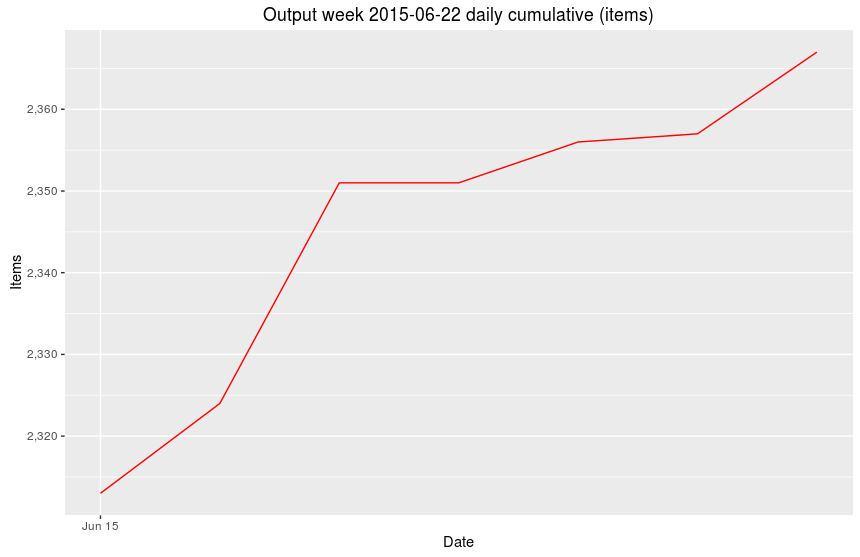 Output week 2015-06-22 daily cumulative (items)
Items
2,360
2,350
2,340
2,330
2,320
Jun 15
Date